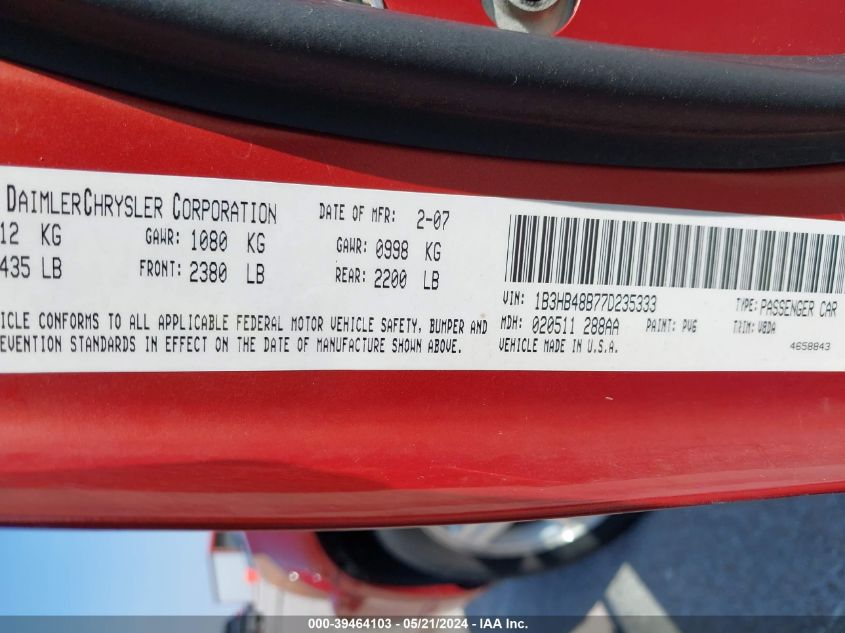 DAIMLERCHRYSLER CORPORATION DATE OF MFR: 2-07
12 KG GAWR: 1080 KG GAWR: 0998 KG
435 LB FRONT: 2380 LB REAR: 2200 LB
VIN: 1B3HB48B77D235333 TYPE: PASSENGER CAR
ICLE CONFORMS TO ALL APPLICABLE FEDERAL MOTOR VEHICLE SAFETY, BUMPER AND MDH: 020511 288AA PAINT: PV6 TRIM: V8DA
EVENTION STANDARDS IN EFFECT ON THE DATE OF MANUFACTURE SHOWN ABOVE. VEHICLE MADE IN U.S.A. 4658843
000-39464103 — 05/21/2024 — IAA Inc.